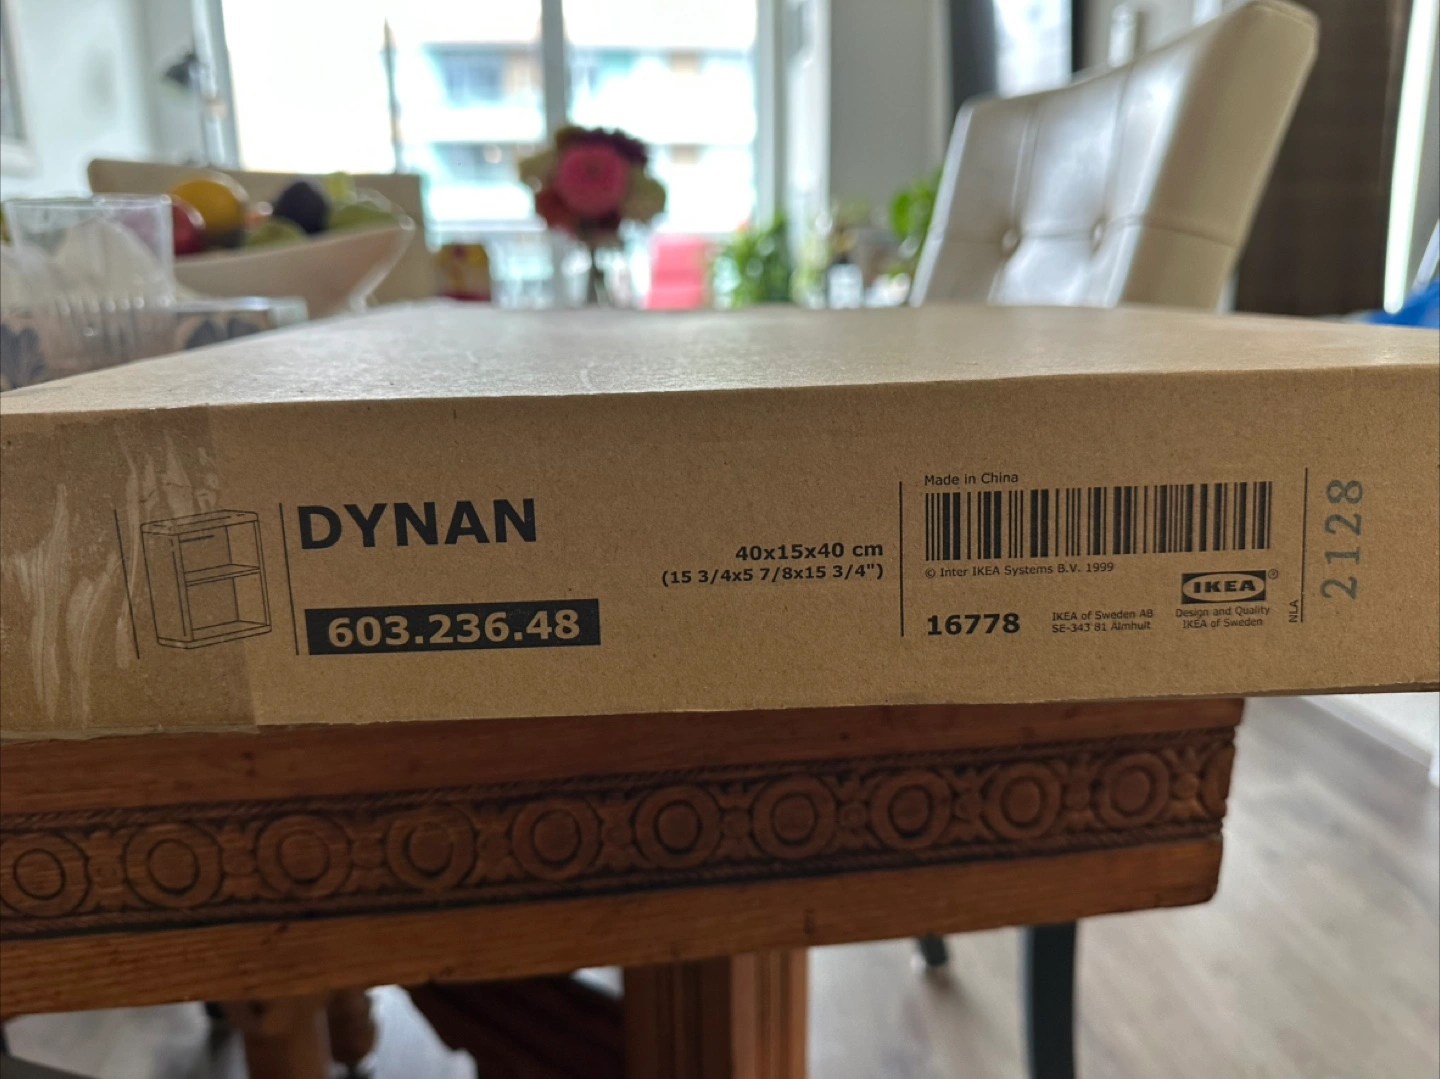 DYNAN
603.236.48
40x15x40 cm
(15 3/4x5 7/8x15 3/4")
Made in China
© Inter IKEA Systems B.V. 1999
16778
IKEA of Sweden AB
SE-343 81 Älmhult
IKEA®
Design and Quality
IKEA of Sweden
NLA
2128